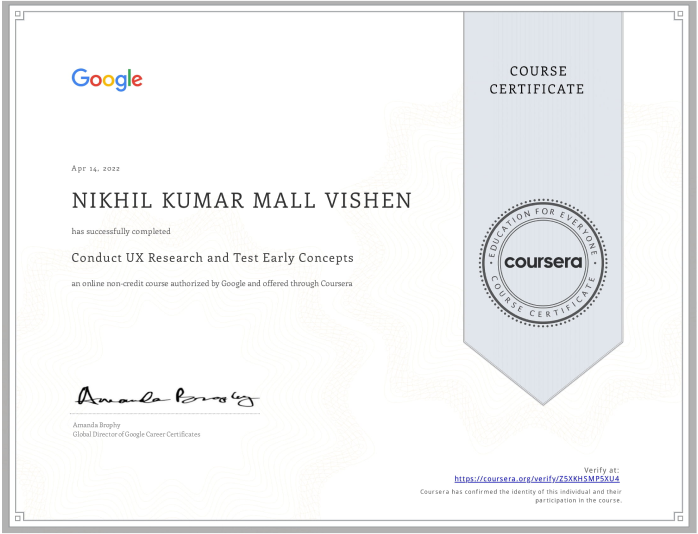 Google
COURSE
CERTIFICATE
Apr 14, 2022
NIKHIL KUMAR MALL VISHEN
has successfully completed
Conduct UX Research and Test Early Concepts
an online non-credit course authorized by Google and offered through Coursera
EDUCATION FOR EVERYONE
coursera
COURSE CERTIFICATE
Amanda Brophy
Amanda Brophy
Global Director of Google Career Certificates
Verify at:
https://coursera.org/verify/Z5XKHSMP5XU4
Coursera has confirmed the identity of this individual and their
participation in the course.